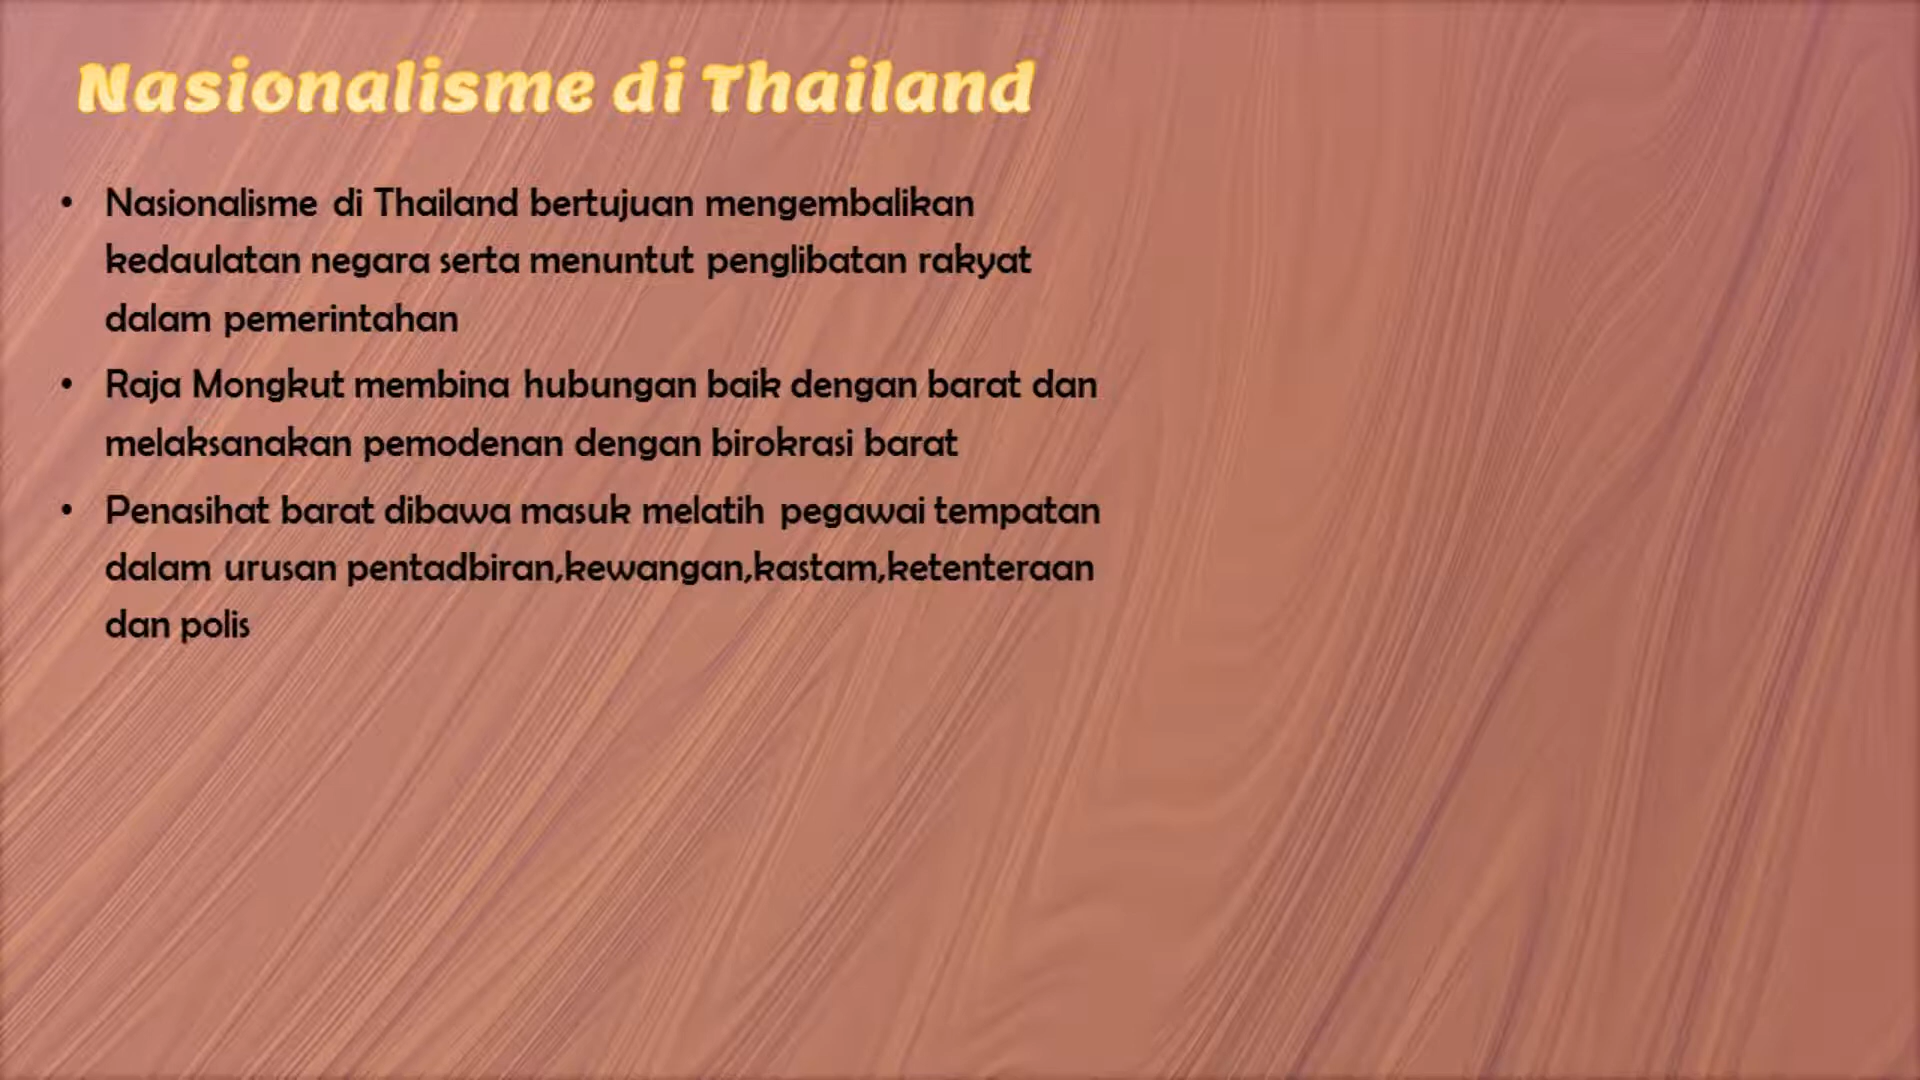 Nasionalisme di Thailand
• Nasionalisme di Thailand bertujuan mengembalikan
kedaulatan negara serta menuntut penglibatan rakyat
dalam pemerintahan
• Raja Mongkut membina hubungan baik dengan barat dan
melaksanakan pemodenan dengan birokrasi barat
• Penasihat barat dibawa masuk melatih pegawai tempatan
dalam urusan pentadbiran,kewangan,kastam,ketenteraan
dan polis